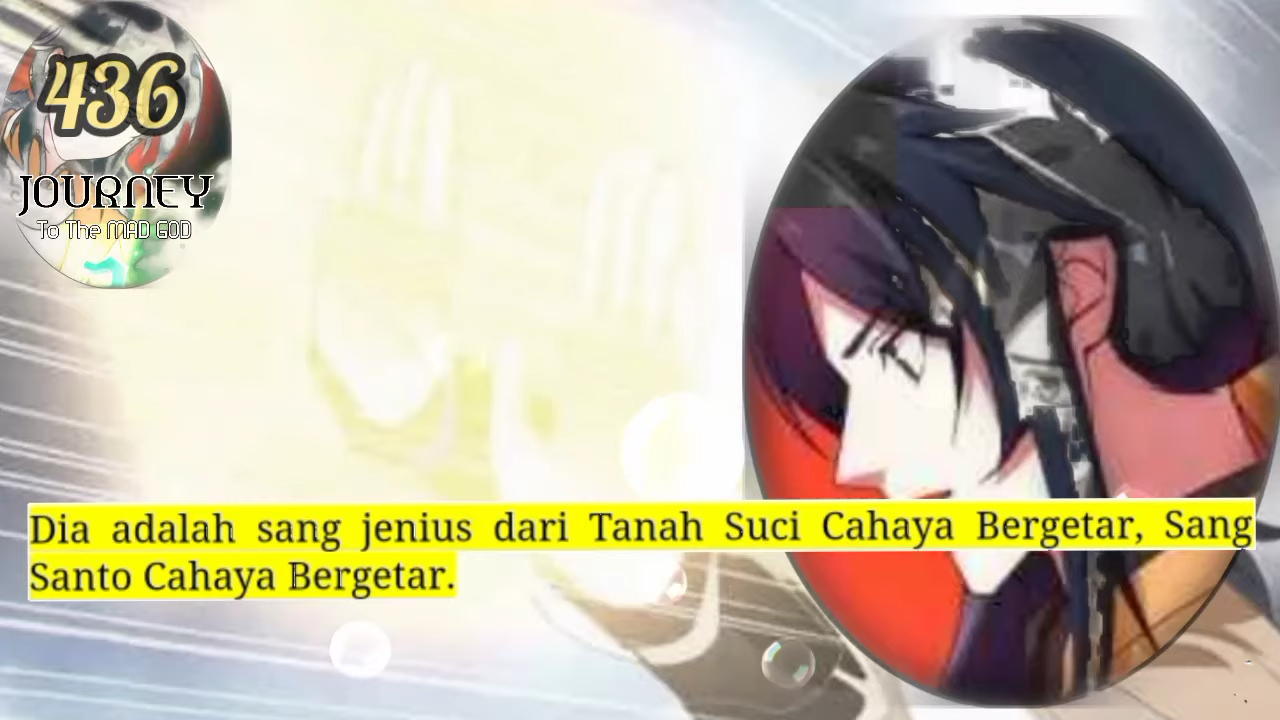 436
JOURNEY
To The MAD GOD
Dia adalah sang jenius dari Tanah Suci Cahaya Bergetar, Sang
Santo Cahaya Bergetar.